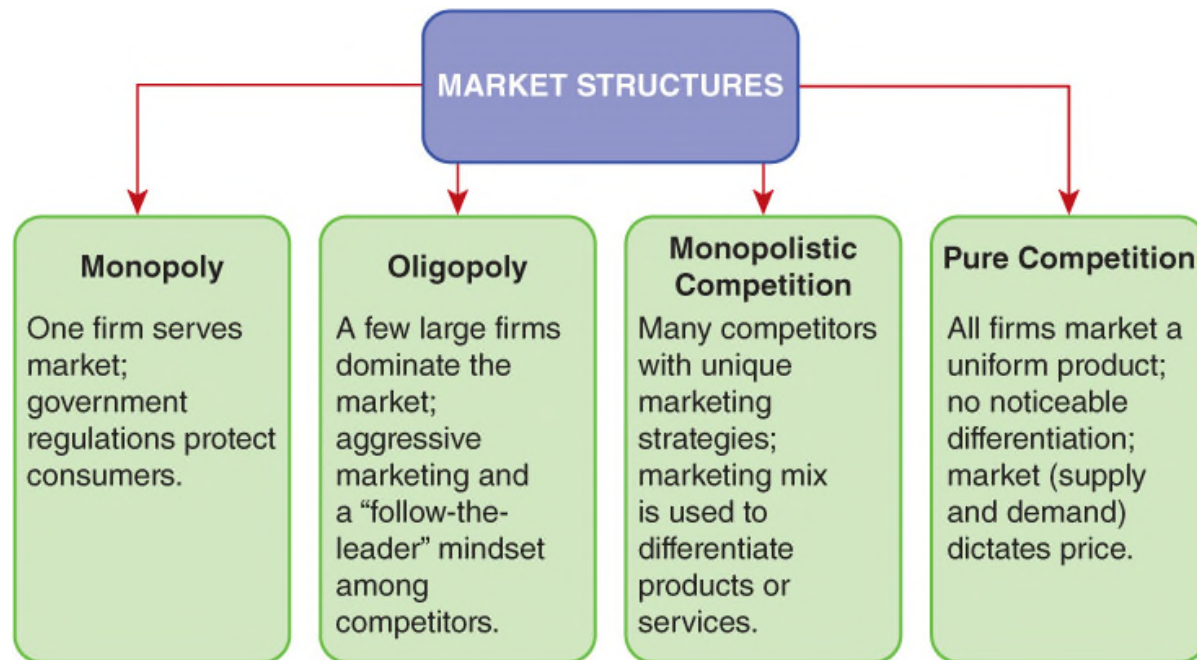 MARKET STRUCTURES
Monopoly
One firm serves
market;
government
regulations protect
consumers.
Oligopoly
A few large firms
dominate the
market;
aggressive
marketing and
a “follow-the-
leader” mindset
among
competitors.
Monopolistic
Competition
Many competitors
with unique
marketing
strategies;
marketing mix
is used to
differentiate
products or
services.
Pure Competition
All firms market a
uniform product;
no noticeable
differentiation;
market (supply
and demand)
dictates price.